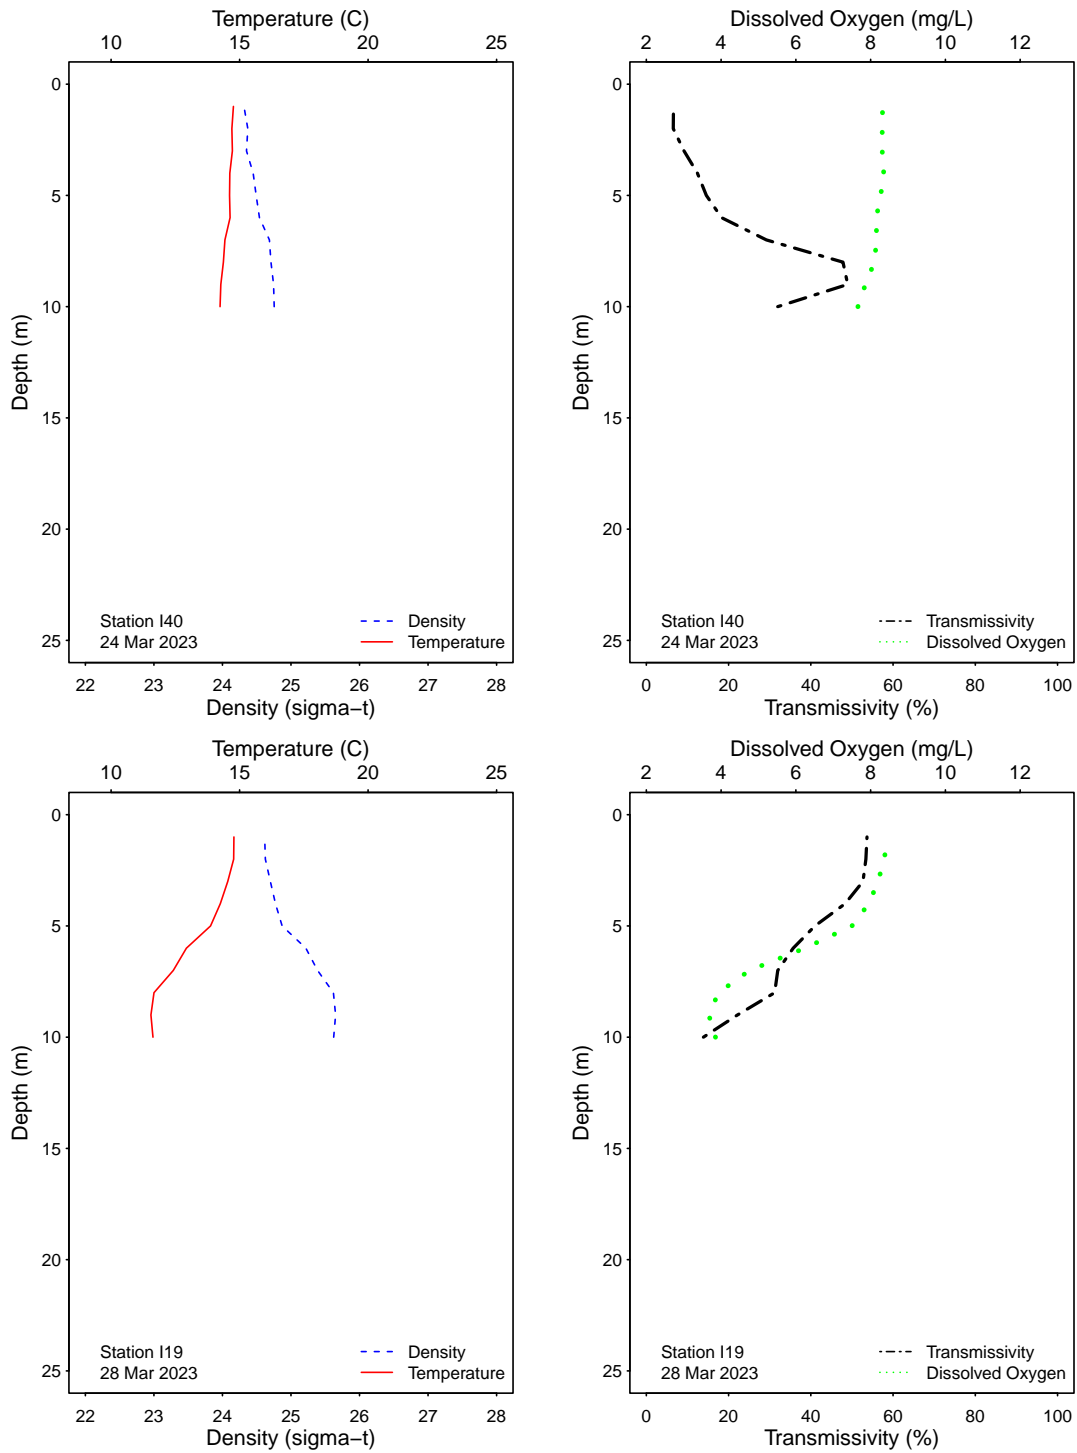 Temperature (C)
10 15 20 25
0
5
10
15
20
25
Depth (m)
Station I40
24 Mar 2023
Density
Temperature
22 23 24 25 26 27 28
Density (sigma−t)
Dissolved Oxygen (mg/L)
2 4 6 8 10 12
0
5
10
15
20
25
Depth (m)
Station I40
24 Mar 2023
Transmissivity
Dissolved Oxygen
0 20 40 60 80 100
Transmissivity (%)
Temperature (C)
10 15 20 25
0
5
10
15
20
25
Depth (m)
Station I19
28 Mar 2023
Density
Temperature
22 23 24 25 26 27 28
Density (sigma−t)
Dissolved Oxygen (mg/L)
2 4 6 8 10 12
0
5
10
15
20
25
Depth (m)
Station I19
28 Mar 2023
Transmissivity
Dissolved Oxygen
0 20 40 60 80 100
Transmissivity (%)